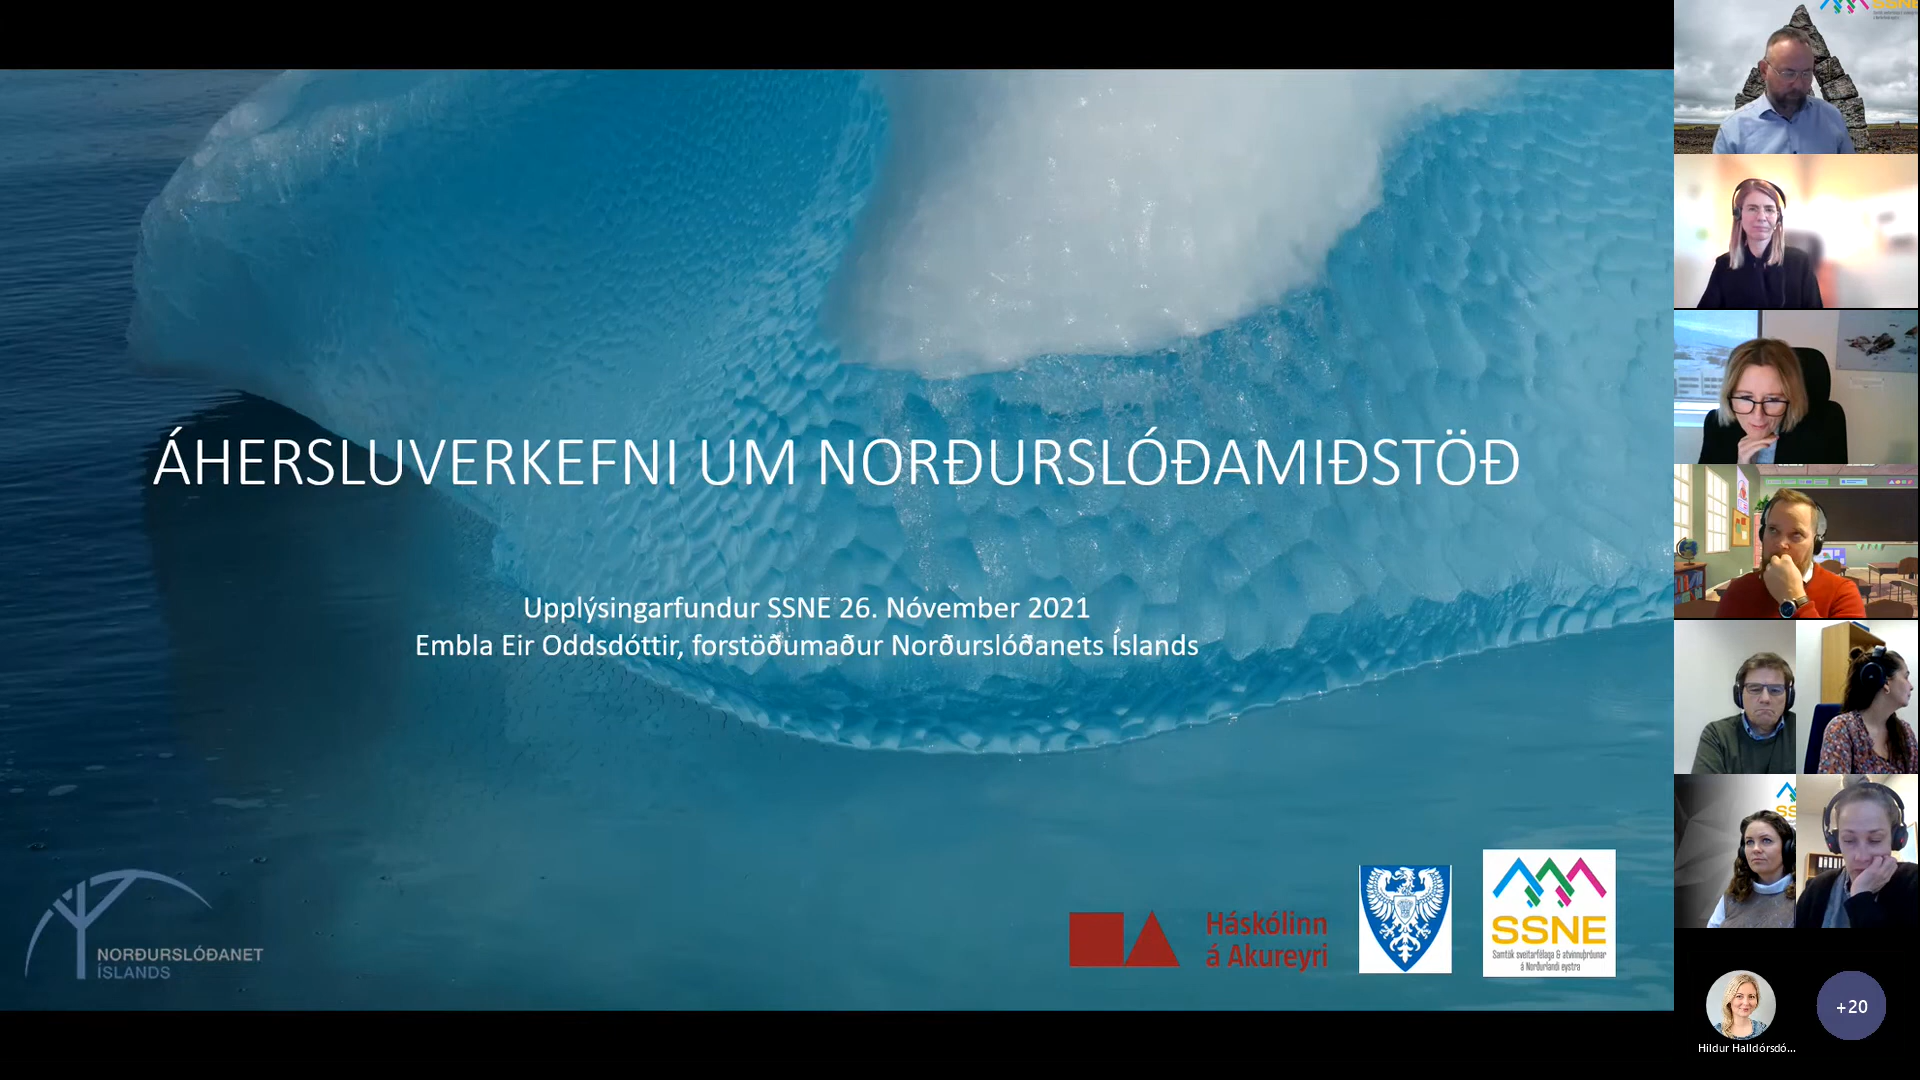 ÁHERSLUVERKEFNI UM NORÐURSLÓÐAMIÐSTÖÐ
Upplýsingarfundur SSNE 26. Nóvember 2021
Embla Eir Oddsdóttir, forstöðumaður Norðurslóðanets Íslands
NORÐURSLÓÐANET
ÍSLANDS
Háskólinn
á Akureyri
SSNE
Samtök sveitarfélaga & atvinnuþróunar
á Norðurlandi eystra
SSNE
SSNE
+20
Hildur Halldórsdó...